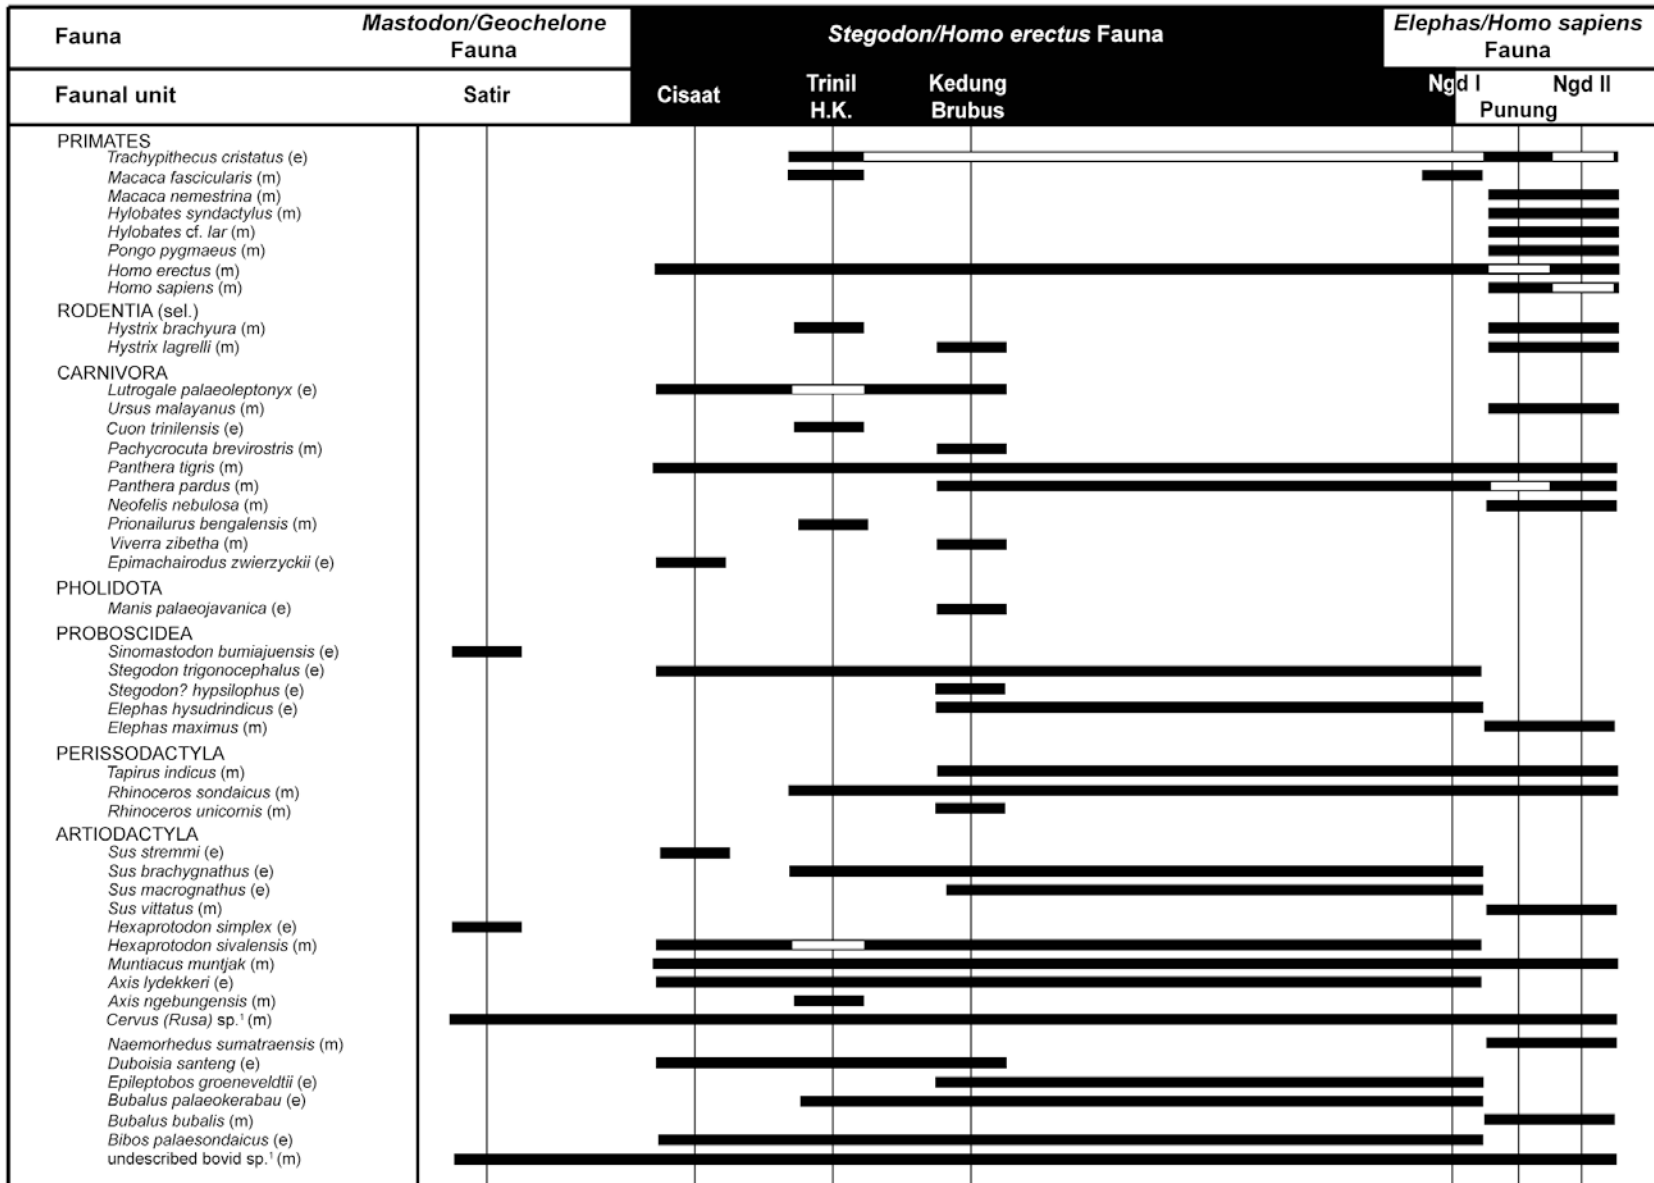 Fauna
Mastodon/Geochelone
Fauna
Stegodon/Homo erectus Fauna
Elephas/Homo sapiens
Fauna
Faunal unit
Satir
Cisaat
Trinil
H.K.
Kedung
Brubus
Ngd I
Punung
Ngd II
PRIMATES
Trachypithecus cristatus (e)
Macaca fascicularis (m)
Macaca nemestrina (m)
Hylobates syndactylus (m)
Hylobates cf. lar (m)
Pongo pygmaeus (m)
Homo erectus (m)
Homo sapiens (m)
RODENTIA (sel.)
Hystrix brachyura (m)
Hystrix lagrelli (m)
CARNIVORA
Lutrogale palaeoleptonyx (e)
Ursus malayanus (m)
Cuon trinilensis (e)
Pachycrocuta brevirostris (m)
Panthera tigris (m)
Panthera pardus (m)
Neofelis nebulosa (m)
Prionailurus bengalensis (m)
Viverra zibetha (m)
Epimachairodus zwierzyckii (e)
PHOLIDOTA
Manis palaeojavanica (e)
PROBOSCIDEA
Sinomastodon bumiajuensis (e)
Stegodon trigonocephalus (e)
Stegodon? hypsilophus (e)
Elephas hysudrindicus (e)
Elephas maximus (m)
PERISSODACTYLA
Tapirus indicus (m)
Rhinoceros sondaicus (m)
Rhinoceros unicornis (m)
ARTIODACTYLA
Sus stremmi (e)
Sus brachygnathus (e)
Sus macrognathus (e)
Sus vittatus (m)
Hexaprotodon simplex (e)
Hexaprotodon sivalensis (m)
Muntiacus muntjak (m)
Axis lydekkeri (e)
Axis ngebungensis (m)
Cervus (Rusa) sp.¹ (m)
Naemorhedus sumatraensis (m)
Duboisia santeng (e)
Epileptobos groeneveldtii (e)
Bubalus palaeokerabau (e)
Bubalus bubalis (m)
Bibos palaesondaicus (e)
undescribed bovid sp.¹ (m)